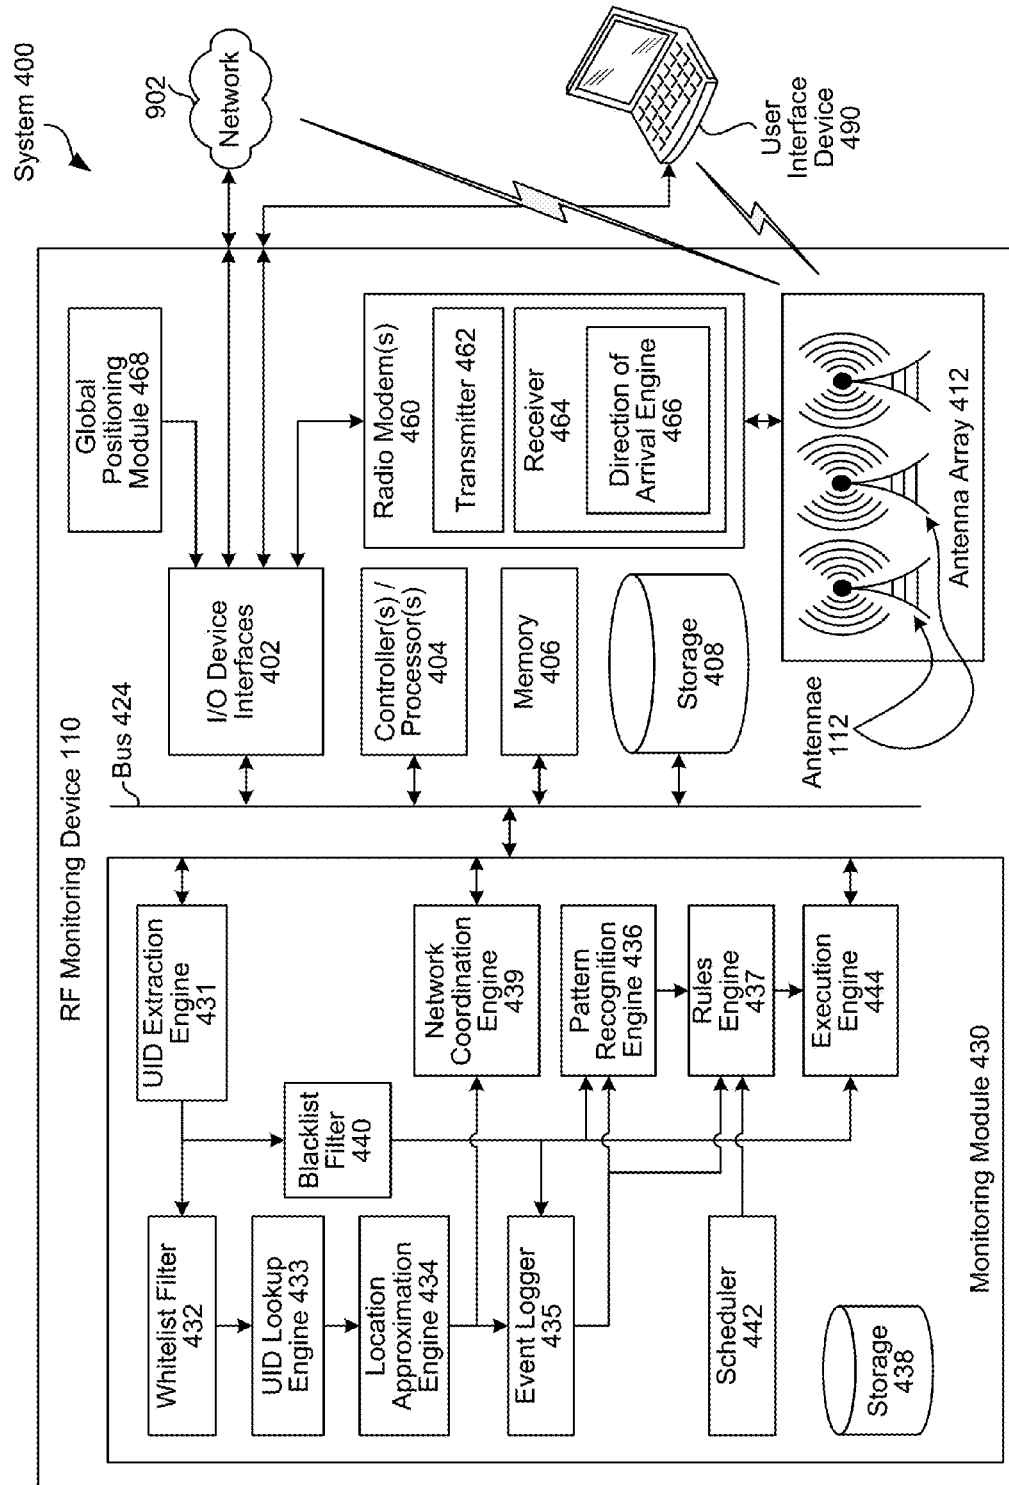 System 400
RF Monitoring Device 110
902
Network
User
Interface
Device
490
Global
Positioning
Module 468
I/O Device
Interfaces
402
Radio Modem(s)
460
Transmitter 462
Receiver
464
Direction of
Arrival Engine
466
Controller(s) /
Processor(s)
404
Memory
406
Storage
408
Antenna Array 412
Antennae
112
Bus 424
UID Extraction
Engine
431
Blacklist
Filter
440
Whitelist Filter
432
UID Lookup
Engine 433
Location
Approximation
Engine 434
Event Logger
435
Network
Coordination
Engine
439
Pattern
Recognition
Engine 436
Rules
Engine
437
Execution
Engine
444
Scheduler
442
Storage
438
Monitoring Module 430